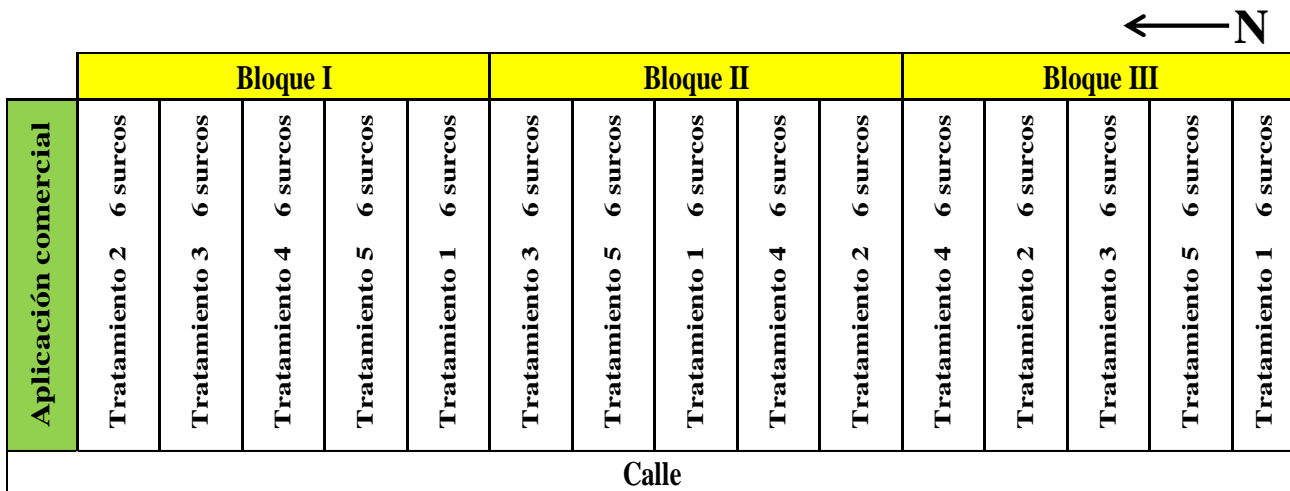 N
Bloque I
Bloque II
Bloque III
Aplicación comercial
Tratamiento 2 6 surcos
Tratamiento 3 6 surcos
Tratamiento 4 6 surcos
Tratamiento 5 6 surcos
Tratamiento 1 6 surcos
Tratamiento 3 6 surcos
Tratamiento 5 6 surcos
Tratamiento 1 6 surcos
Tratamiento 4 6 surcos
Tratamiento 2 6 surcos
Tratamiento 4 6 surcos
Tratamiento 2 6 surcos
Tratamiento 3 6 surcos
Tratamiento 5 6 surcos
Tratamiento 1 6 surcos
Calle